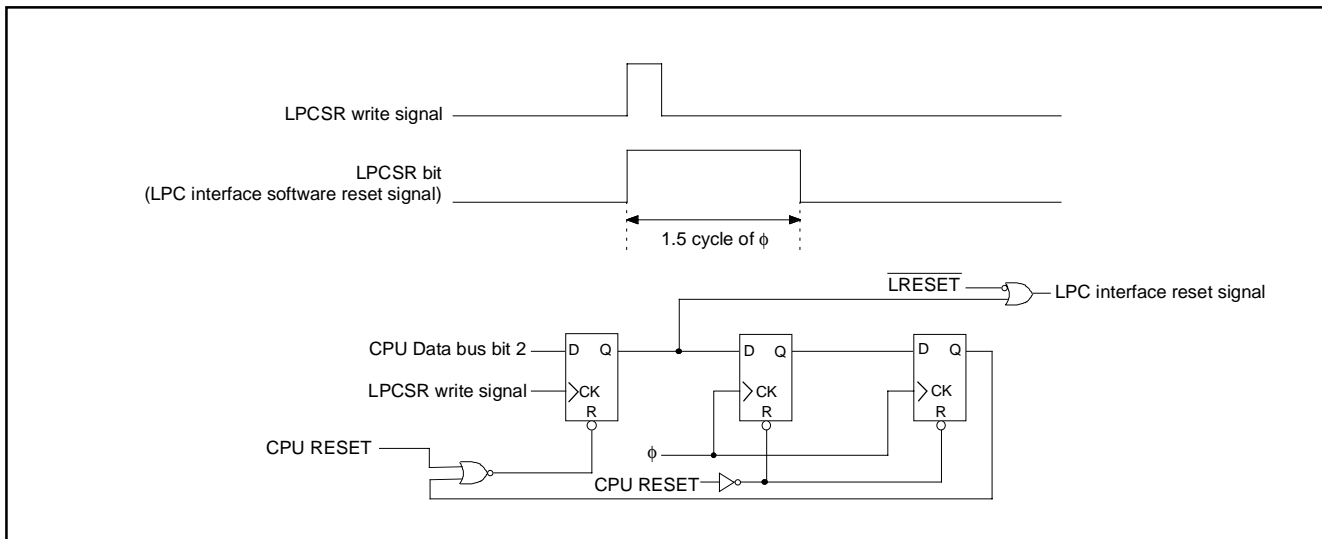 LPCSR write signal
LPCSR bit
(LPC interface software reset signal)
1.5 cycle of ϕ
LRESET
LPC interface reset signal
CPU Data bus bit 2
D Q
D Q
D Q
LPCSR write signal
CK
CK
CK
R
R
R
CPU RESET
ϕ
CPU RESET